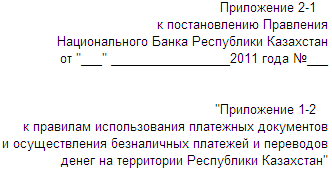 Приложение 2-1
к постановлению Правления
Национального Банка Республики Казахстан
от "___" ________________2011 года №___
"Приложение 1-2
к правилам использования платежных документов
и осуществления безналичных платежей и переводов
денег на территории Республики Казахстан"